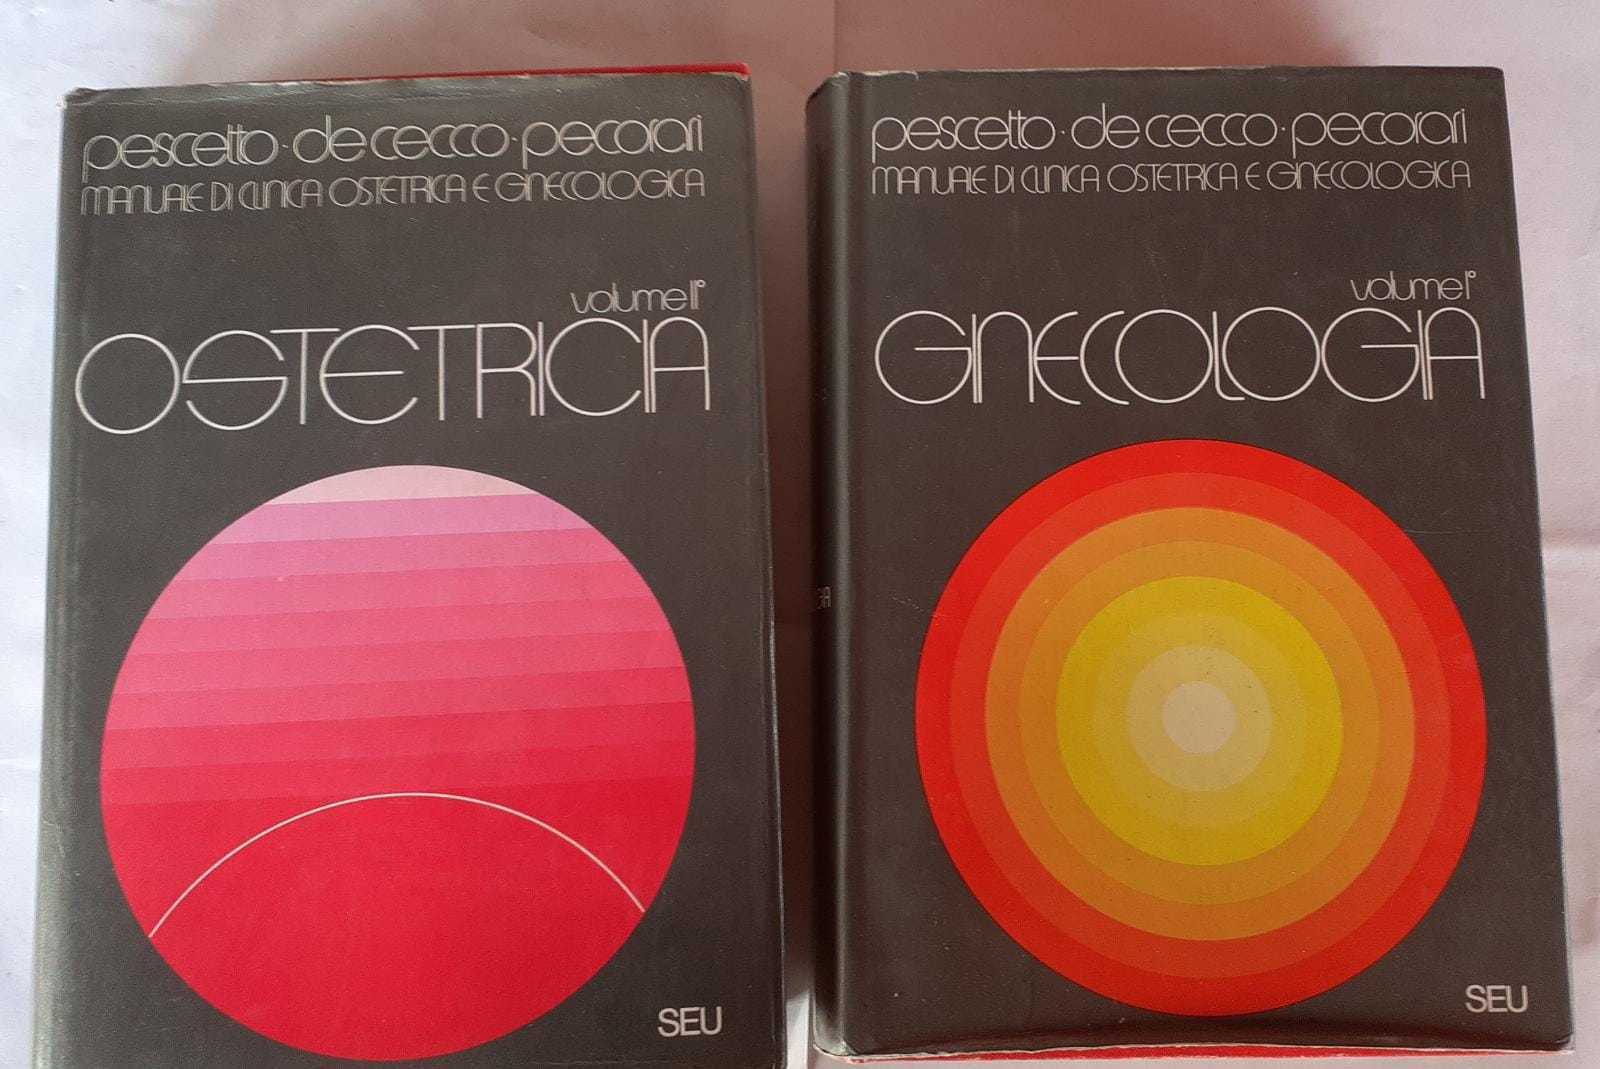 pescetto · de cecco · pecorari
MANUALE DI CLINICA OSTETRICA E GINECOLOGICA
volume II°
OSTETRICIA
SEU
pescetto · de cecco · pecorari
MANUALE DI CLINICA OSTETRICA E GINECOLOGICA
volume I°
GINECOLOGIA
SEU